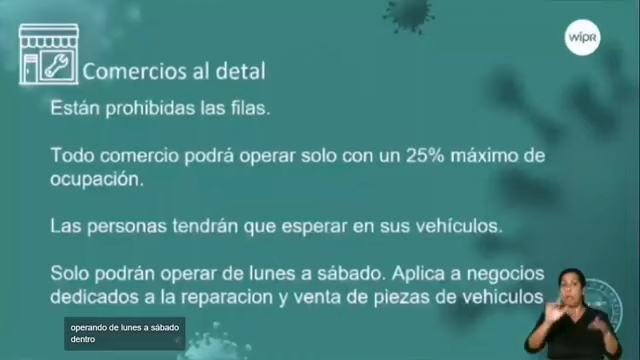 wipr
Comercios al detal
Están prohibidas las filas.
Todo comercio podrá operar solo con un 25% máximo de
ocupación.
Las personas tendrán que esperar en sus vehículos.
Solo podrán operar de lunes a sábado. Aplica a negocios
dedicados a la reparacion y venta de piezas de vehiculos
operando de lunes a sábado
dentro